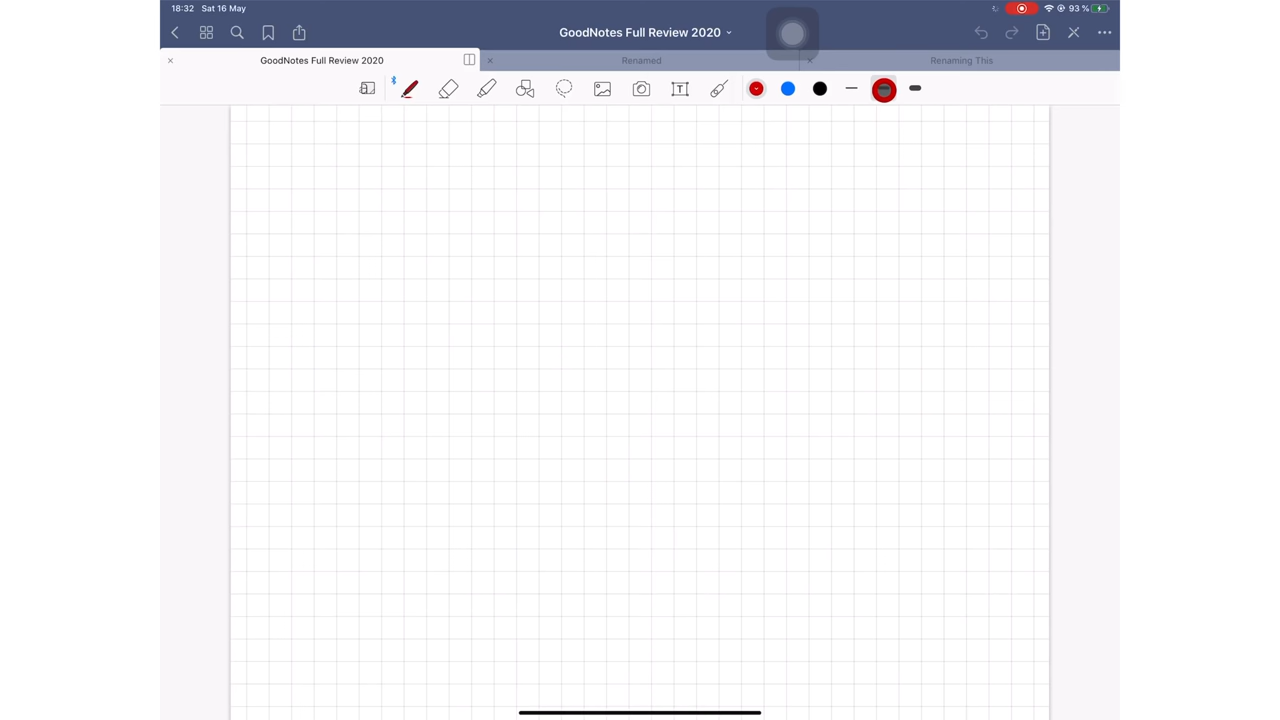 18:32 Sat 16 May 93 %
GoodNotes Full Review 2020
GoodNotes Full Review 2020 Renamed Renaming This
T